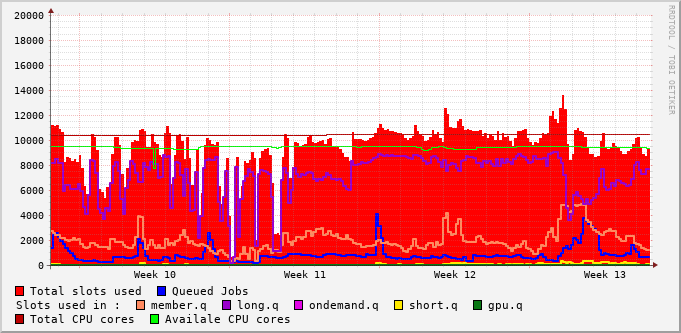 20000
18000
16000
14000
12000
10000
8000
6000
4000
2000
0
Week 10 Week 11 Week 12 Week 13
Total slots used Queued Jobs
Slots used in : member.q long.q ondemand.q short.q gpu.q
Total CPU cores Availale CPU cores
RRDTOOL / TOBI OETIKER